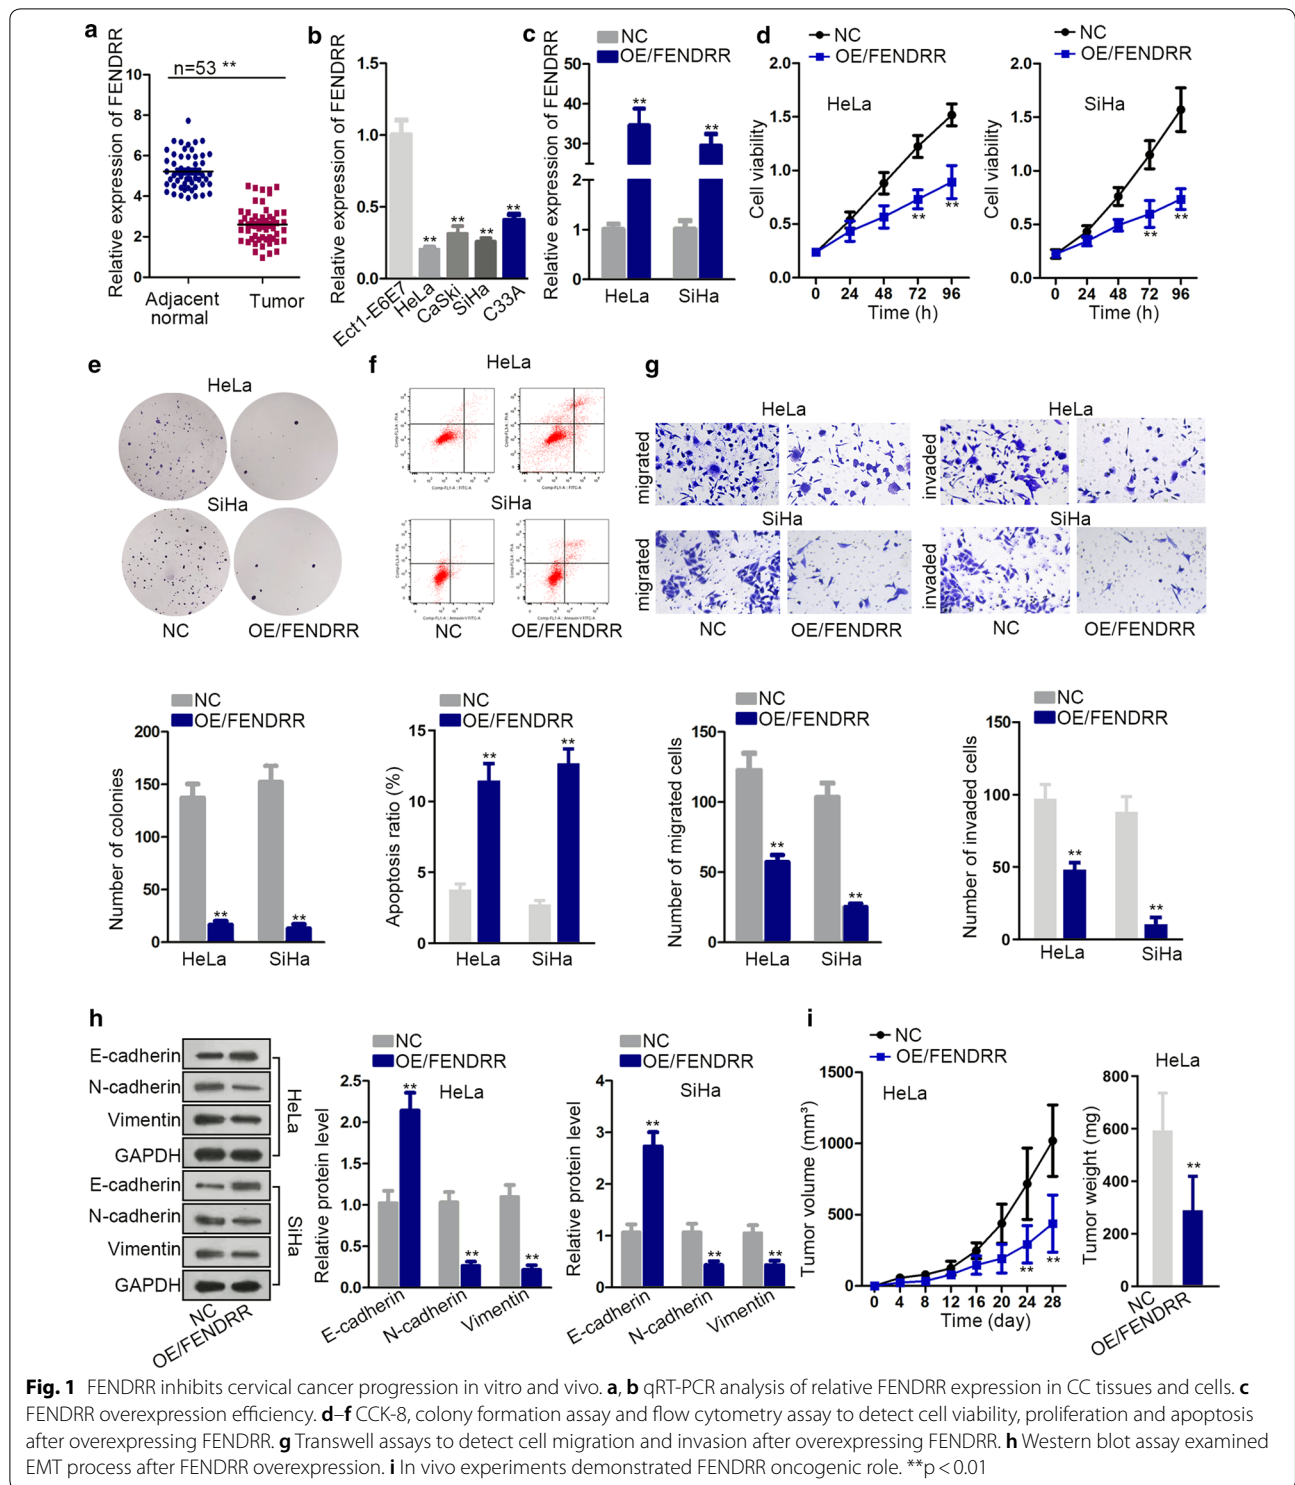 a
n=53 **
Relative expression of FENDRR
10
8
6
4
2
0
Adjacent
normal
Tumor
b
Relative expression of FENDRR
1.0
0.5
0.0
**
**
**
**
Ect1-E6E7
HeLa
CaSki
SiHa
C33A
c
NC
OE/FENDRR
Relative expression of FENDRR
50
40
30
2
1
0
**
**
HeLa
SiHa
d
NC
OE/FENDRR
HeLa
Cell viability
2.0
1.5
1.0
0.5
0.0
**
**
0 24 48 72 96
Time (h)
NC
OE/FENDRR
SiHa
Cell viability
2.0
1.5
1.0
0.5
0.0
**
**
0 24 48 72 96
Time (h)
e
HeLa
SiHa
NC
OE/FENDRR
f
HeLa
Comp-FL1-A :: FITC-A
Comp-FL1-A :: FITC-A
SiHa
Comp-FL1-A :: Annexin-V FITC-A
Comp-FL1-A :: Annexin-V FITC-A
NC
OE/FENDRR
g
HeLa
HeLa
migrated
invaded
SiHa
SiHa
migrated
invaded
NC
OE/FENDRR
NC
OE/FENDRR
NC
OE/FENDRR
Number of colonies
200
150
100
50
0
**
**
HeLa
SiHa
NC
OE/FENDRR
Apoptosis ratio (%)
15
10
5
0
**
**
HeLa
SiHa
NC
OE/FENDRR
Number of migrated cells
150
100
50
0
**
**
HeLa
SiHa
NC
OE/FENDRR
Number of invaded cells
150
100
50
0
**
**
HeLa
SiHa
h
E-cadherin
N-cadherin
Vimentin
GAPDH
HeLa
E-cadherin
N-cadherin
Vimentin
GAPDH
SiHa
NC
OE/FENDRR
NC
OE/FENDRR
HeLa
Relative protein level
2.5
2.0
1.5
1.0
0.5
0.0
**
**
**
E-cadherin
N-cadherin
Vimentin
NC
OE/FENDRR
SiHa
Relative protein level
4
3
2
1
0
**
**
**
E-cadherin
N-cadherin
Vimentin
i
NC
OE/FENDRR
HeLa
Tumor volume (mm³)
1500
1000
500
0
**
**
0 4 8 12 16 20 24 28
Time (day)
HeLa
Tumor weight (mg)
800
600
400
200
0
**
NC
OE/FENDRR
Fig. 1 FENDRR inhibits cervical cancer progression in vitro and vivo. a, b qRT-PCR analysis of relative FENDRR expression in CC tissues and cells. c
FENDRR overexpression efficiency. d–f CCK-8, colony formation assay and flow cytometry assay to detect cell viability, proliferation and apoptosis
after overexpressing FENDRR. g Transwell assays to detect cell migration and invasion after overexpressing FENDRR. h Western blot assay examined
EMT process after FENDRR overexpression. i In vivo experiments demonstrated FENDRR oncogenic role. **p < 0.01